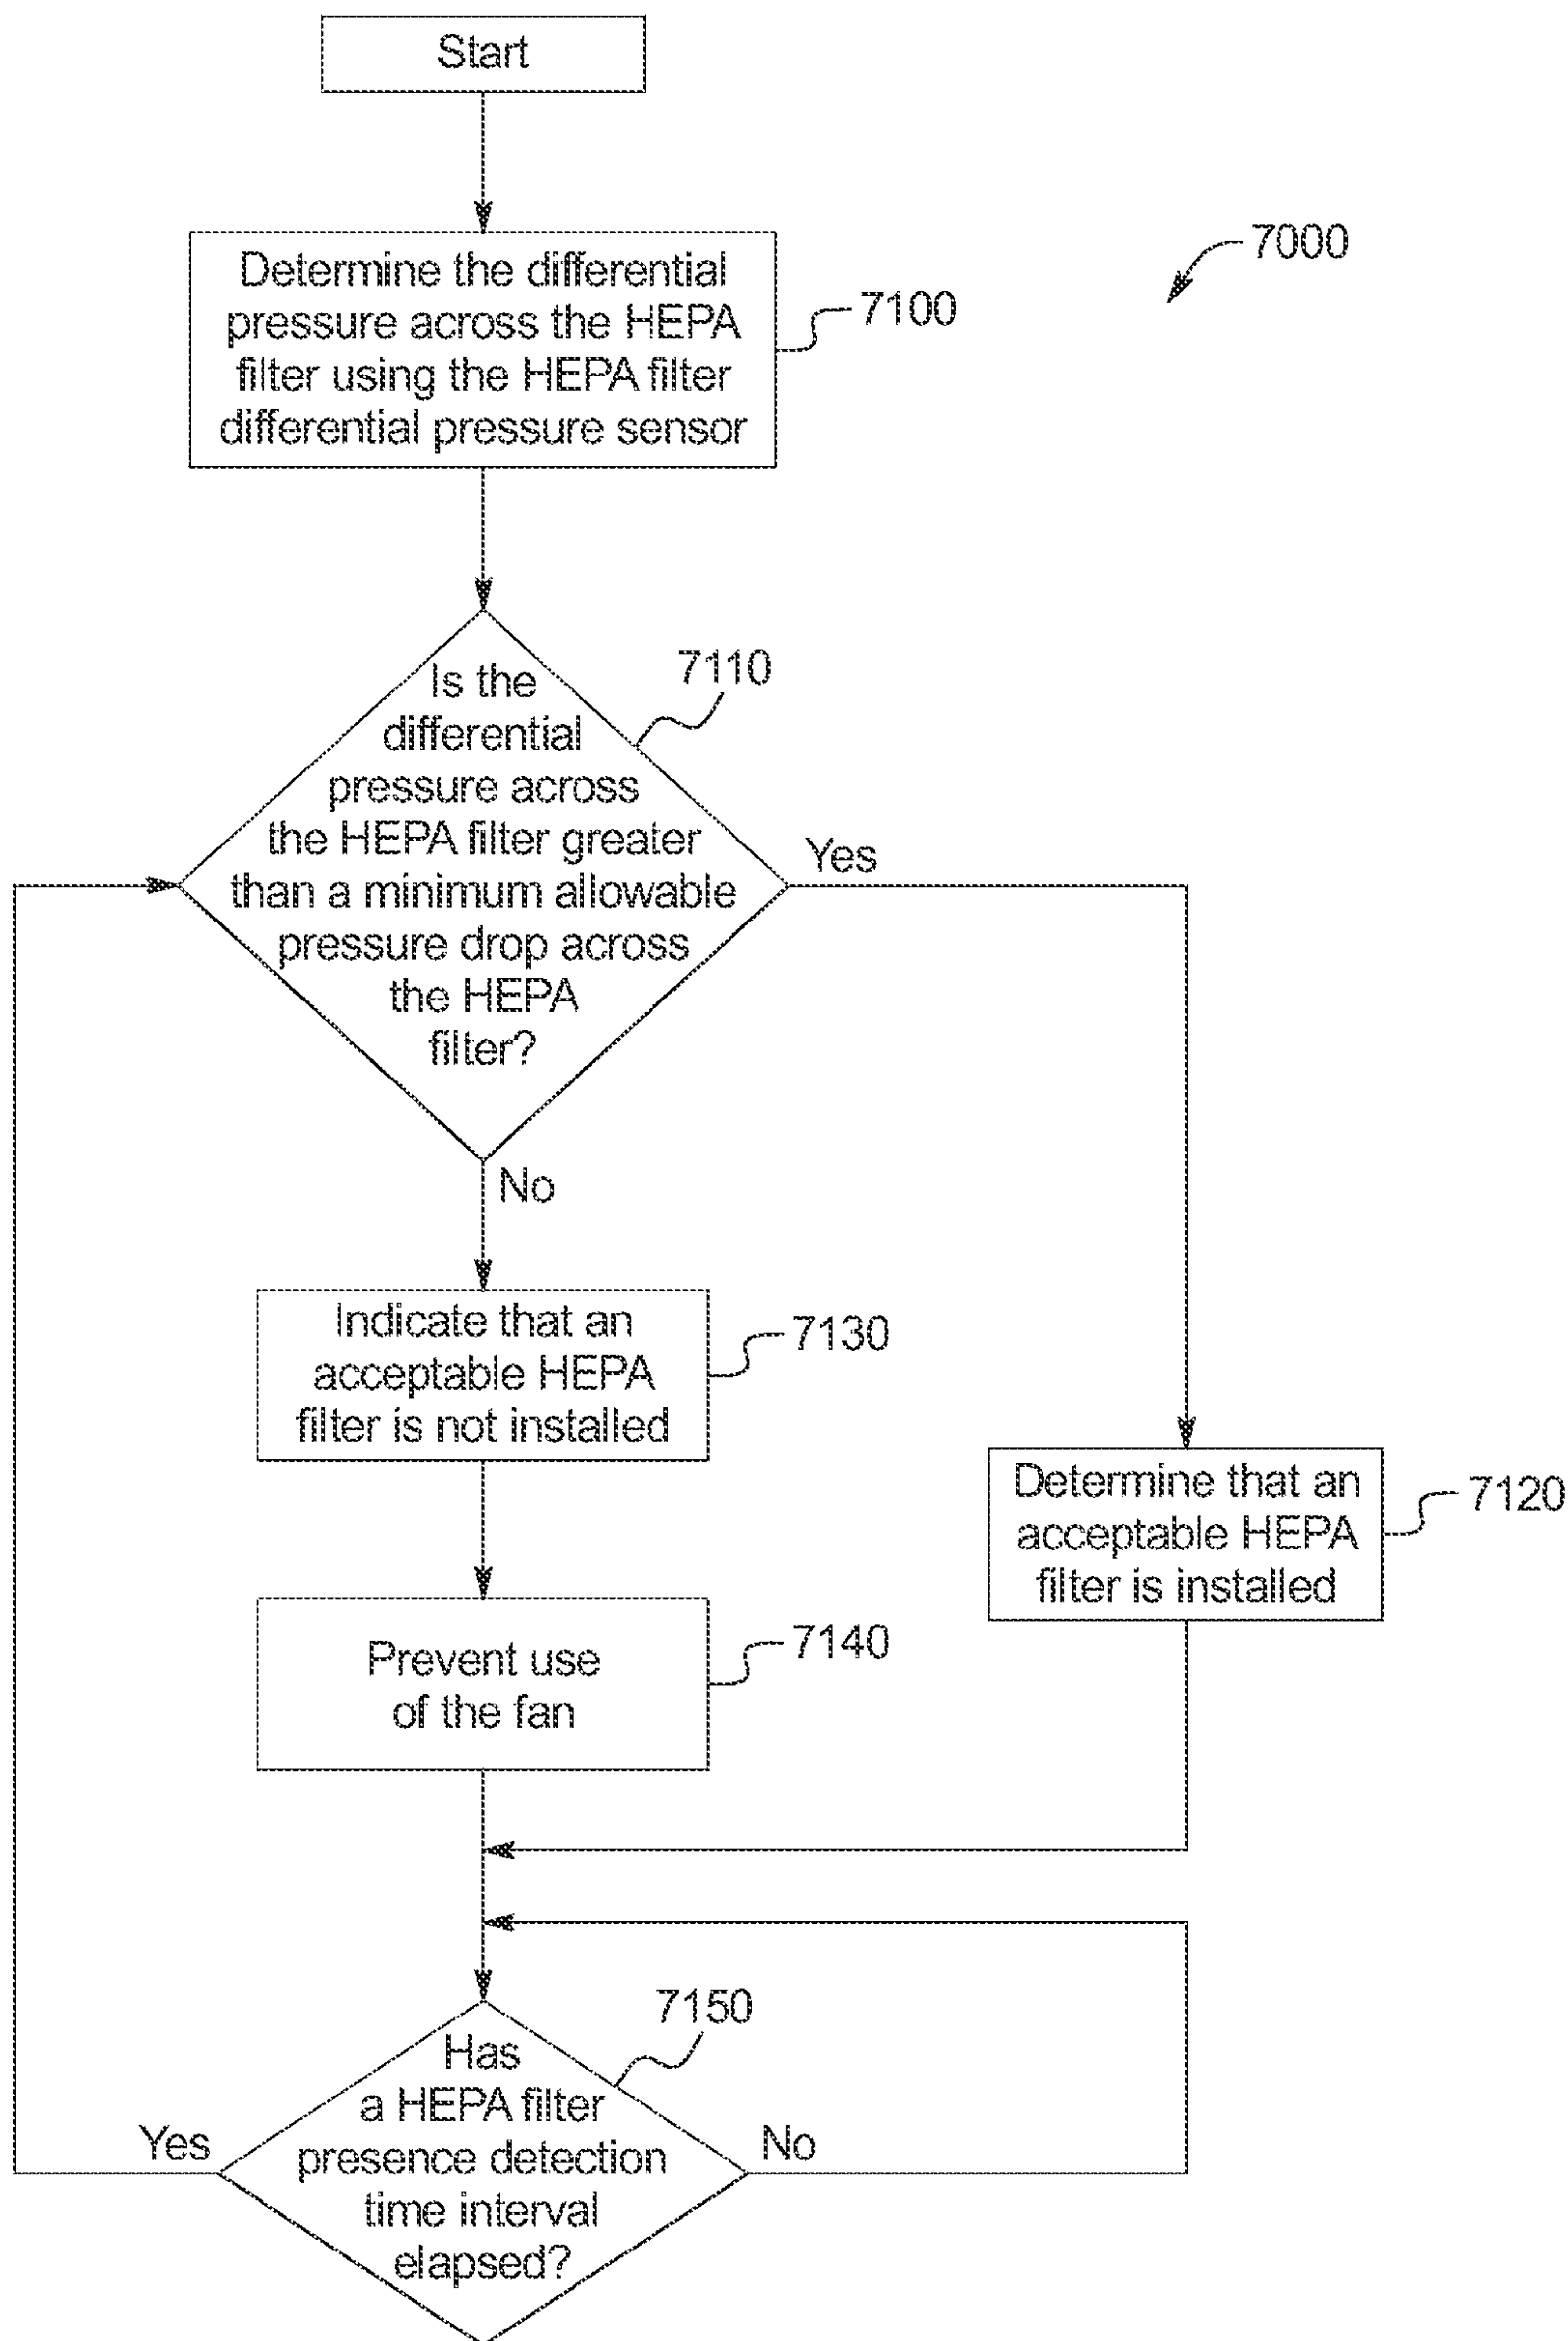 Start
7000
Determine the differential
pressure across the HEPA
filter using the HEPA filter
differential pressure sensor
7100
7110
Is the
differential
pressure across
the HEPA filter greater
than a minimum allowable
pressure drop across
the HEPA
filter?
Yes
No
Indicate that an
acceptable HEPA
filter is not installed
7130
Determine that an
acceptable HEPA
filter is installed
7120
Prevent use
of the fan
7140
7150
Has
a HEPA filter
presence detection
time interval
elapsed?
Yes
No